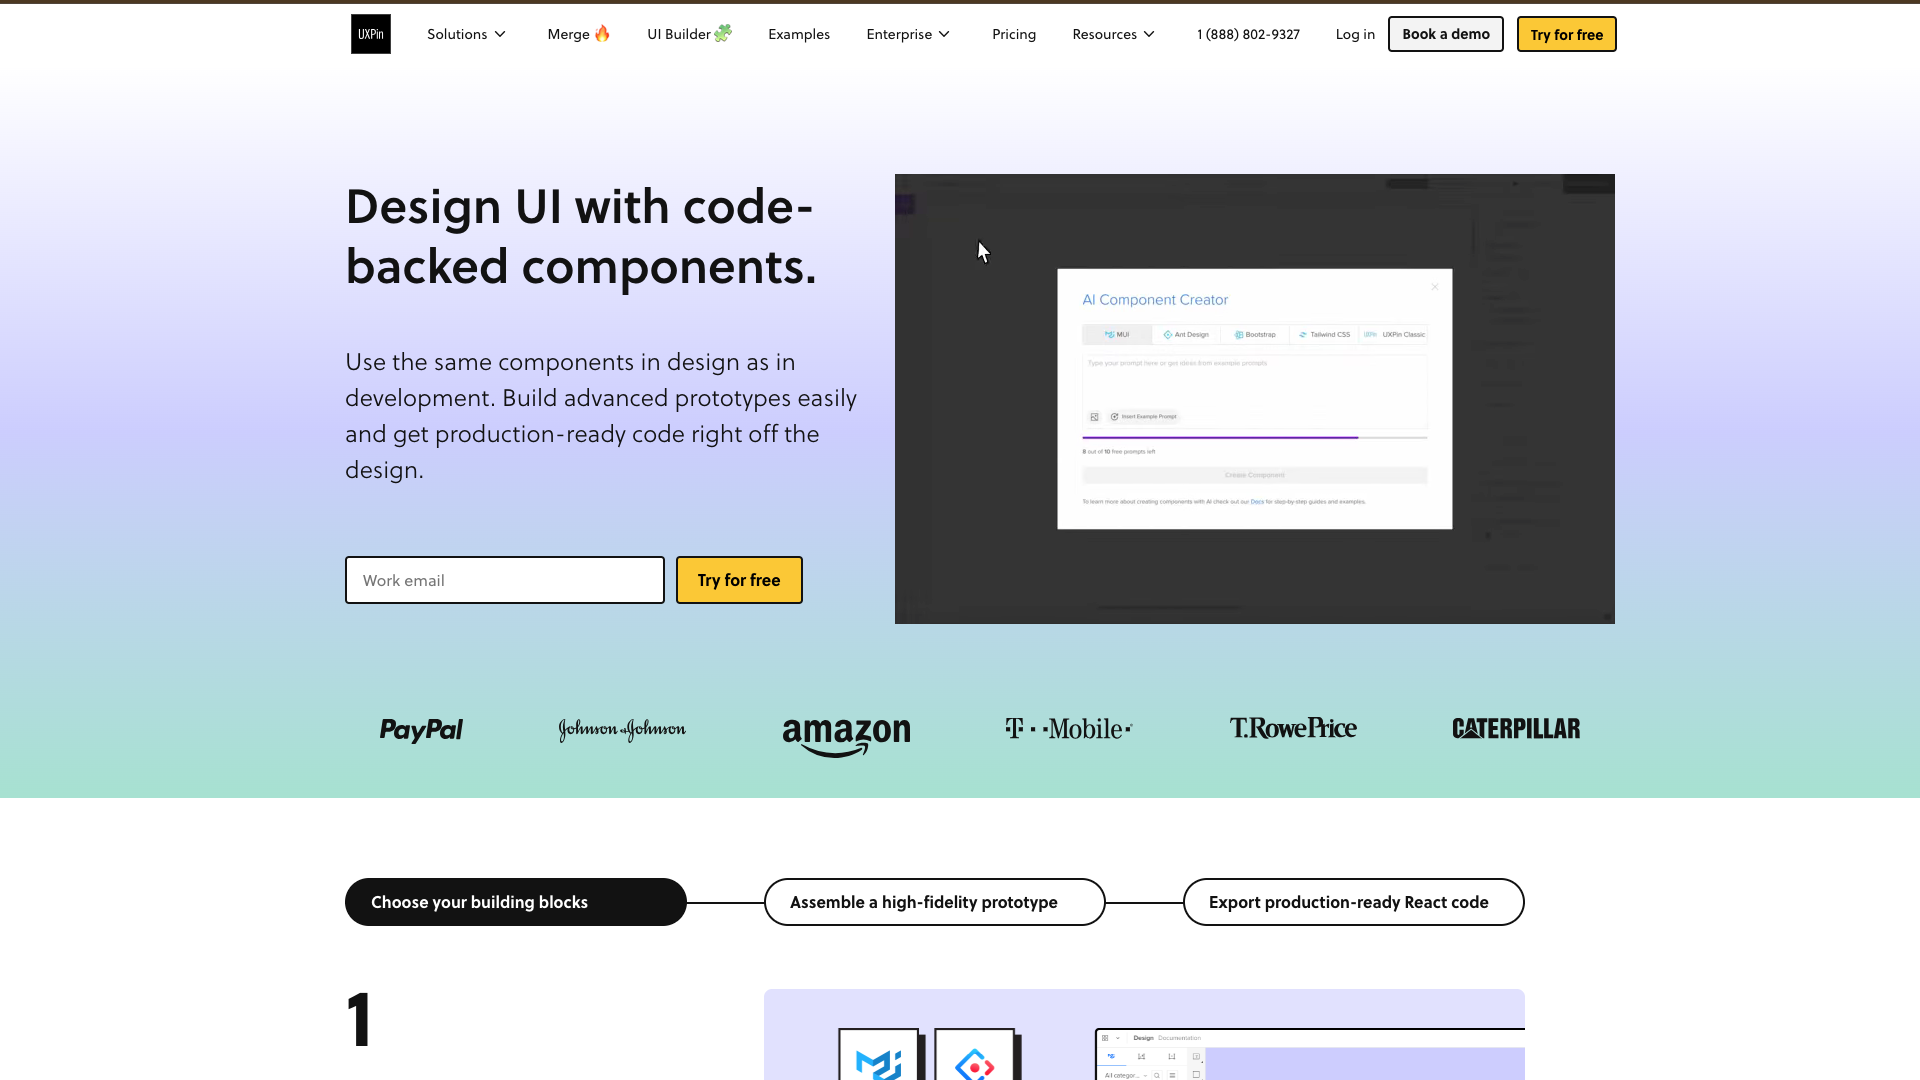 UXPin
Solutions
Merge 🔥
UI Builder
Examples
Enterprise
Pricing
Resources
1 (888) 802-9327
Log in
Book a demo
Try for free
Design UI with code-
backed components.
Use the same components in design as in
development. Build advanced prototypes easily
and get production-ready code right off the
design.
Work email
Try for free
AI Component Creator
MUI
Ant Design
Bootstrap
Tailwind CSS
UXPin UXPin Classic
Type your prompt here or get ideas from example prompts
Insert Example Prompt
8 out of 10 free prompts left
Create Component
To learn more about creating components with AI check out our Docs for step-by-step guides and examples.
PayPal
Johnson & Johnson
amazon
T··Mobile·
T.RowePrice
CATERPILLAR
Choose your building blocks
Assemble a high-fidelity prototype
Export production-ready React code
1
Design Documentation
All categor...